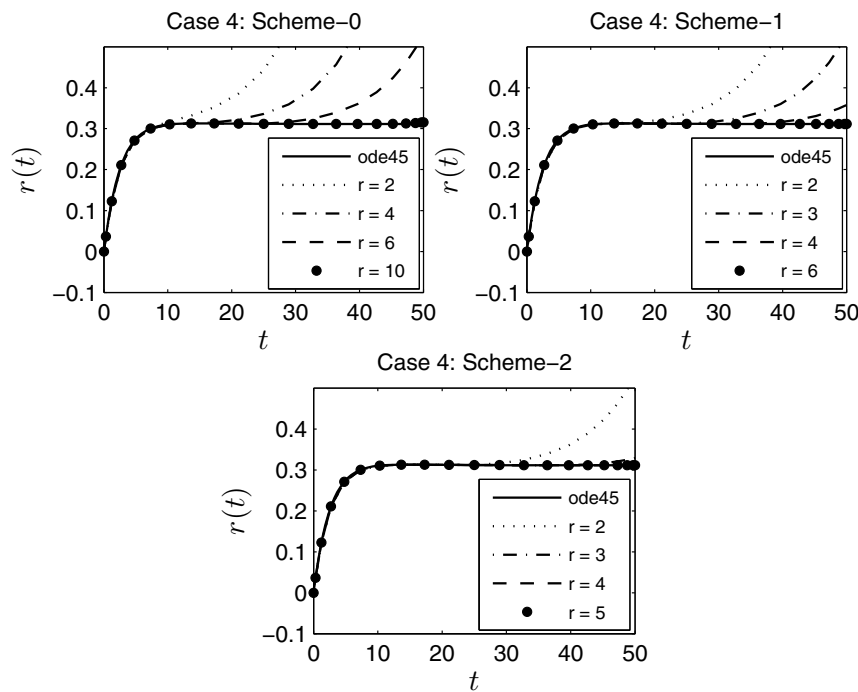 Case 4: Scheme−0
0.4
0.3
0.2
0.1
0
−0.1
r(t)
0 10 20 30 40 50
t
ode45
r = 2
r = 4
r = 6
r = 10
Case 4: Scheme−1
0.4
0.3
0.2
0.1
0
−0.1
r(t)
0 10 20 30 40 50
t
ode45
r = 2
r = 3
r = 4
r = 6
Case 4: Scheme−2
0.4
0.3
0.2
0.1
0
−0.1
r(t)
0 10 20 30 40 50
t
ode45
r = 2
r = 3
r = 4
r = 5